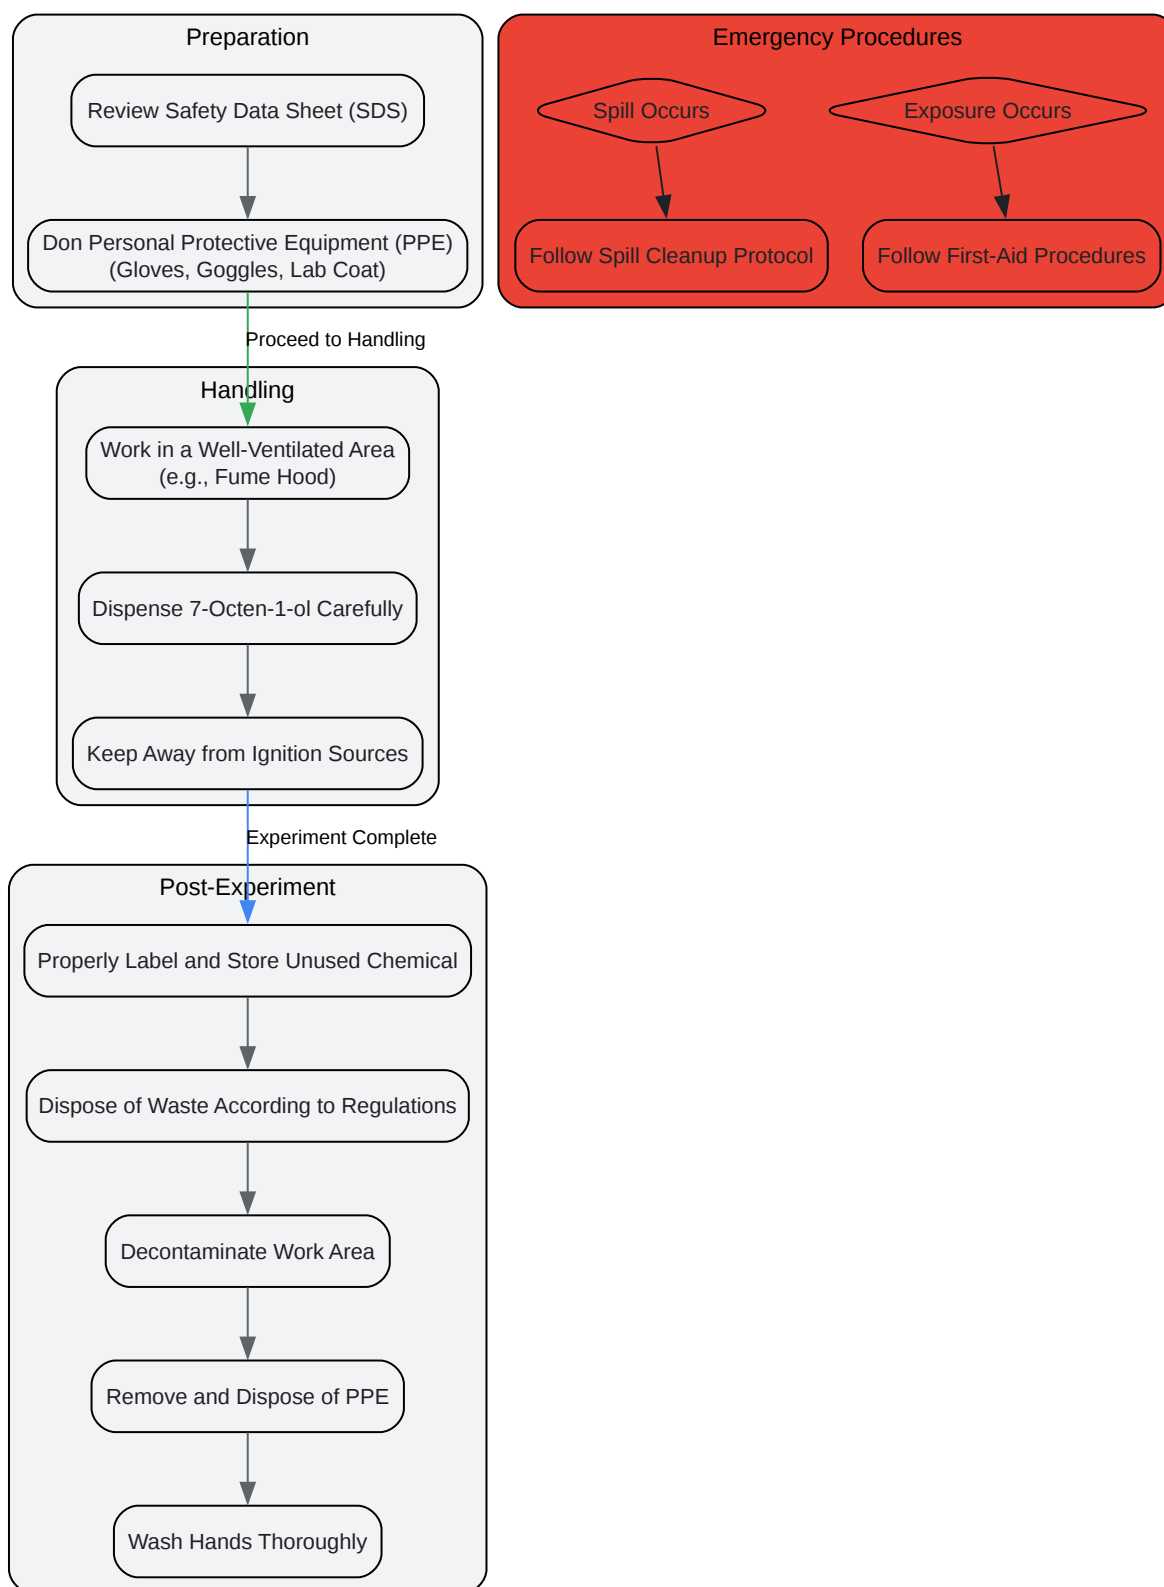 Preparation
Review Safety Data Sheet (SDS)
Don Personal Protective Equipment (PPE)
(Gloves, Goggles, Lab Coat)
Proceed to Handling
Handling
Work in a Well-Ventilated Area
(e.g., Fume Hood)
Dispense 7-Octen-1-ol Carefully
Keep Away from Ignition Sources
Experiment Complete
Post-Experiment
Properly Label and Store Unused Chemical
Dispose of Waste According to Regulations
Decontaminate Work Area
Remove and Dispose of PPE
Wash Hands Thoroughly
Emergency Procedures
Spill Occurs
Follow Spill Cleanup Protocol
Exposure Occurs
Follow First-Aid Procedures